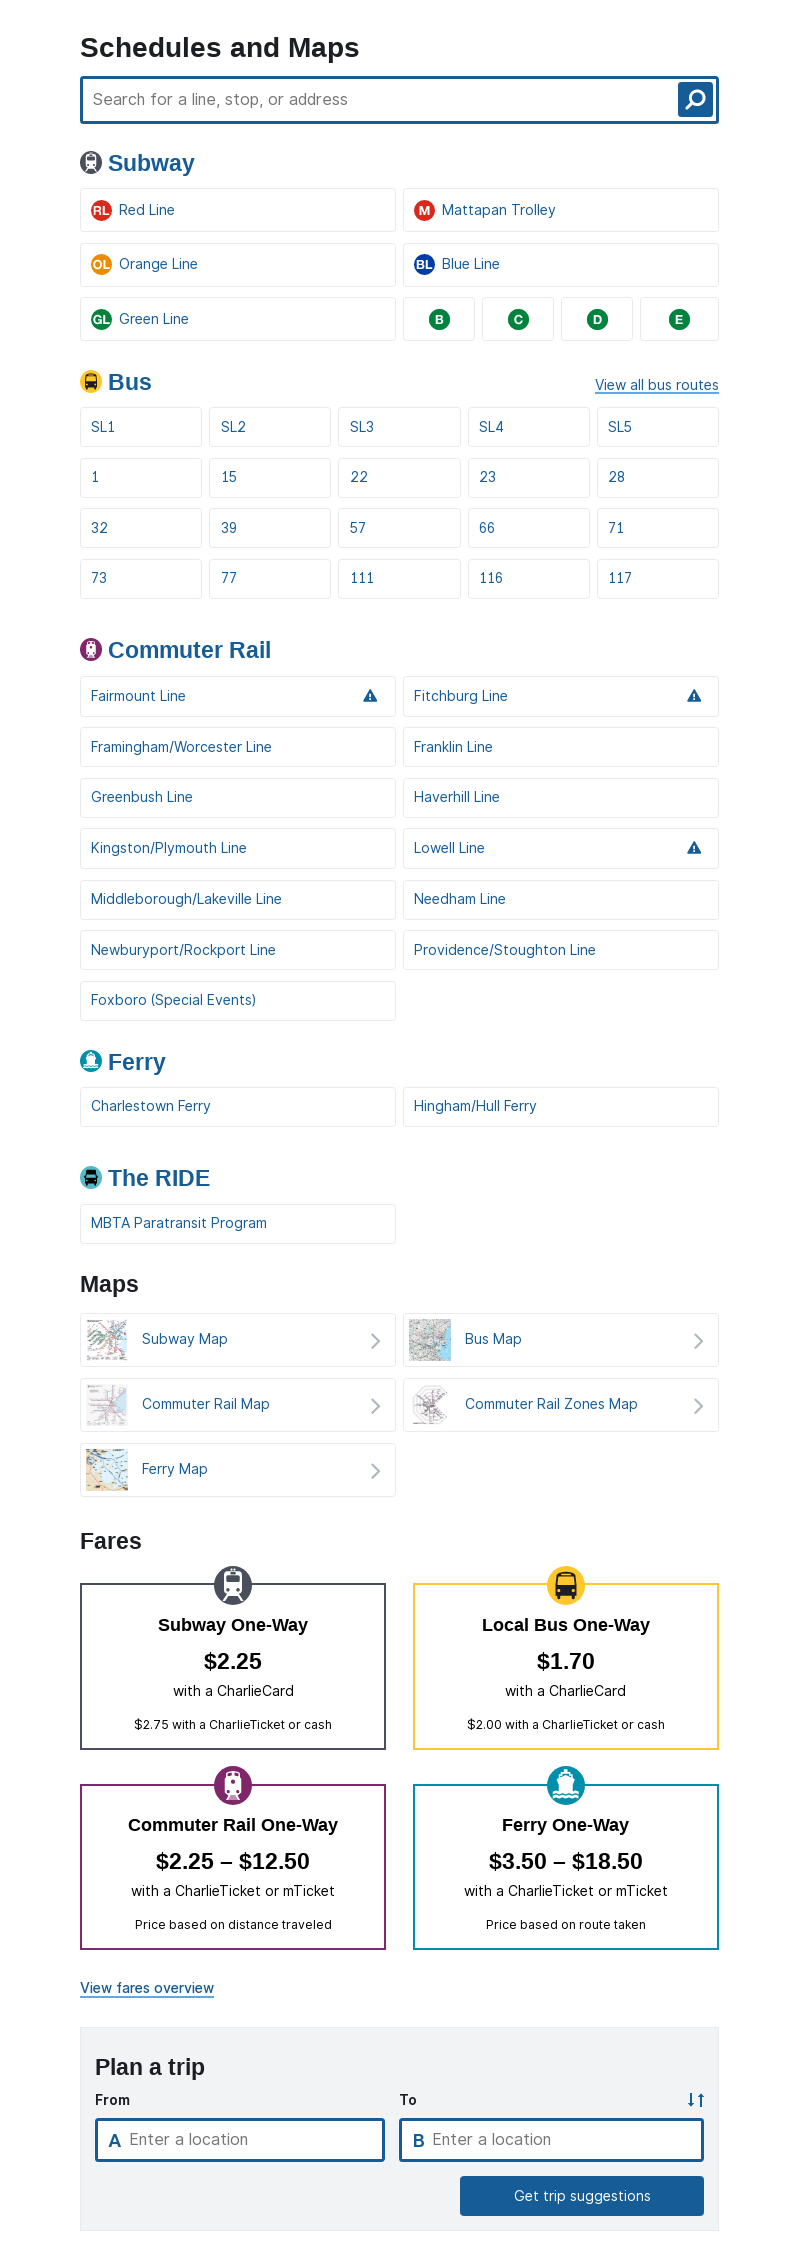 Schedules and Maps
Search for a line, stop, or address
Subway
RL Red Line
M Mattapan Trolley
OL Orange Line
BL Blue Line
GL Green Line
B C D E
Bus
View all bus routes
SL1 SL2 SL3 SL4 SL5
1 15 22 23 28
32 39 57 66 71
73 77 111 116 117
Commuter Rail
Fairmount Line
Fitchburg Line
Framingham/Worcester Line
Franklin Line
Greenbush Line
Haverhill Line
Kingston/Plymouth Line
Lowell Line
Middleborough/Lakeville Line
Needham Line
Newburyport/Rockport Line
Providence/Stoughton Line
Foxboro (Special Events)
Ferry
Charlestown Ferry
Hingham/Hull Ferry
The RIDE
MBTA Paratransit Program
Maps
Subway Map
Bus Map
Commuter Rail Map
Commuter Rail Zones Map
Ferry Map
Fares
Subway One-Way
$2.25
with a CharlieCard
$2.75 with a CharlieTicket or cash
Local Bus One-Way
$1.70
with a CharlieCard
$2.00 with a CharlieTicket or cash
Commuter Rail One-Way
$2.25 – $12.50
with a CharlieTicket or mTicket
Price based on distance traveled
Ferry One-Way
$3.50 – $18.50
with a CharlieTicket or mTicket
Price based on route taken
View fares overview
Plan a trip
From
A Enter a location
To
B Enter a location
Get trip suggestions